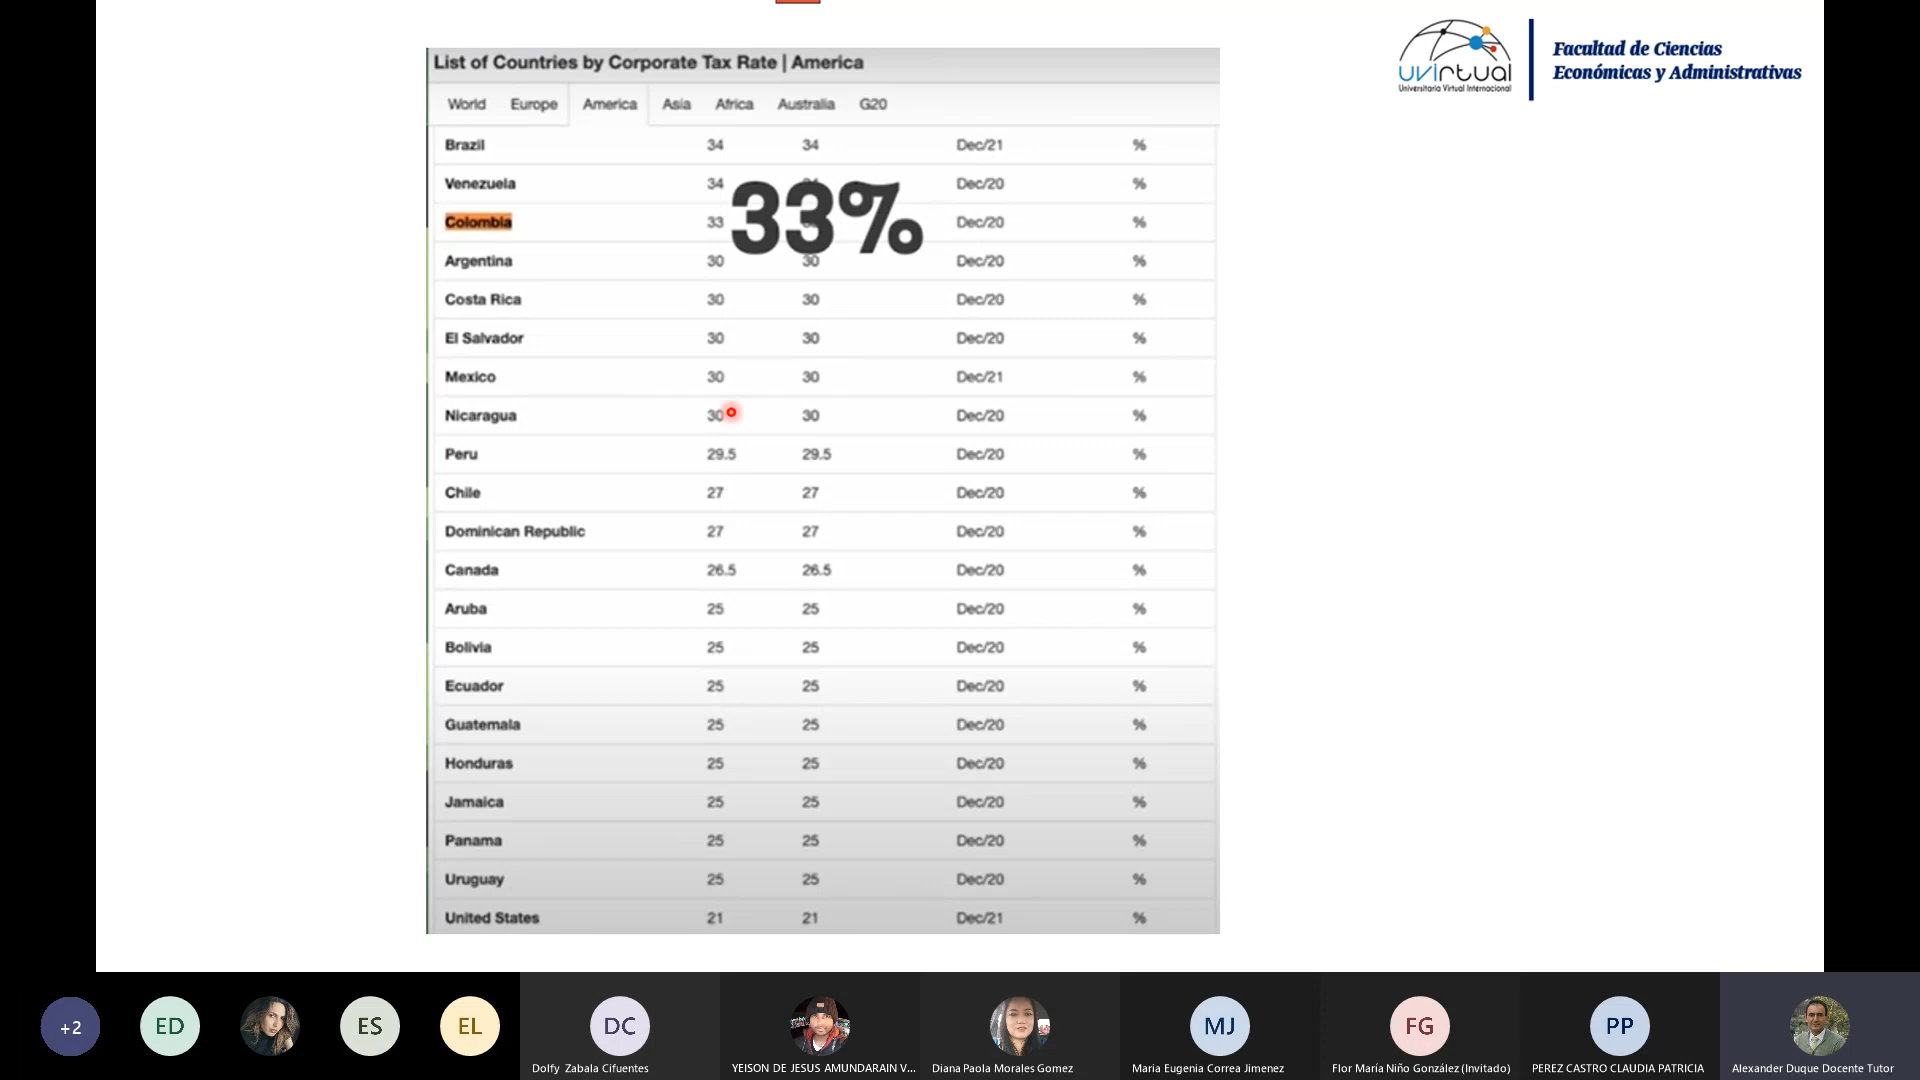 List of Countries by Corporate Tax Rate | America
World Europe America Asia Africa Australia G20
Brazil 34 34 Dec/21 %
Venezuela 34 Dec/20 %
Colombia 33 Dec/20 %
33%
Argentina 30 30 Dec/20 %
Costa Rica 30 30 Dec/20 %
El Salvador 30 30 Dec/20 %
Mexico 30 30 Dec/21 %
Nicaragua 30 30 Dec/20 %
Peru 29.5 29.5 Dec/20 %
Chile 27 27 Dec/20 %
Dominican Republic 27 27 Dec/20 %
Canada 26.5 26.5 Dec/20 %
Aruba 25 25 Dec/20 %
Bolivia 25 25 Dec/20 %
Ecuador 25 25 Dec/20 %
Guatemala 25 25 Dec/20 %
Honduras 25 25 Dec/20 %
Jamaica 25 25 Dec/20 %
Panama 25 25 Dec/20 %
Uruguay 25 25 Dec/20 %
United States 21 21 Dec/21 %
uvirtual
Universitaria Virtual Internacional
Facultad de Ciencias
Económicas y Administrativas
+2 ED ES EL DC MJ FG PP
Dolfy Zabala Cifuentes
YEISON DE JESUS AMUNDARAIN V...
Diana Paola Morales Gomez
Maria Eugenia Correa Jimenez
Flor María Niño González (Invitado)
PEREZ CASTRO CLAUDIA PATRICIA
Alexander Duque Docente Tutor